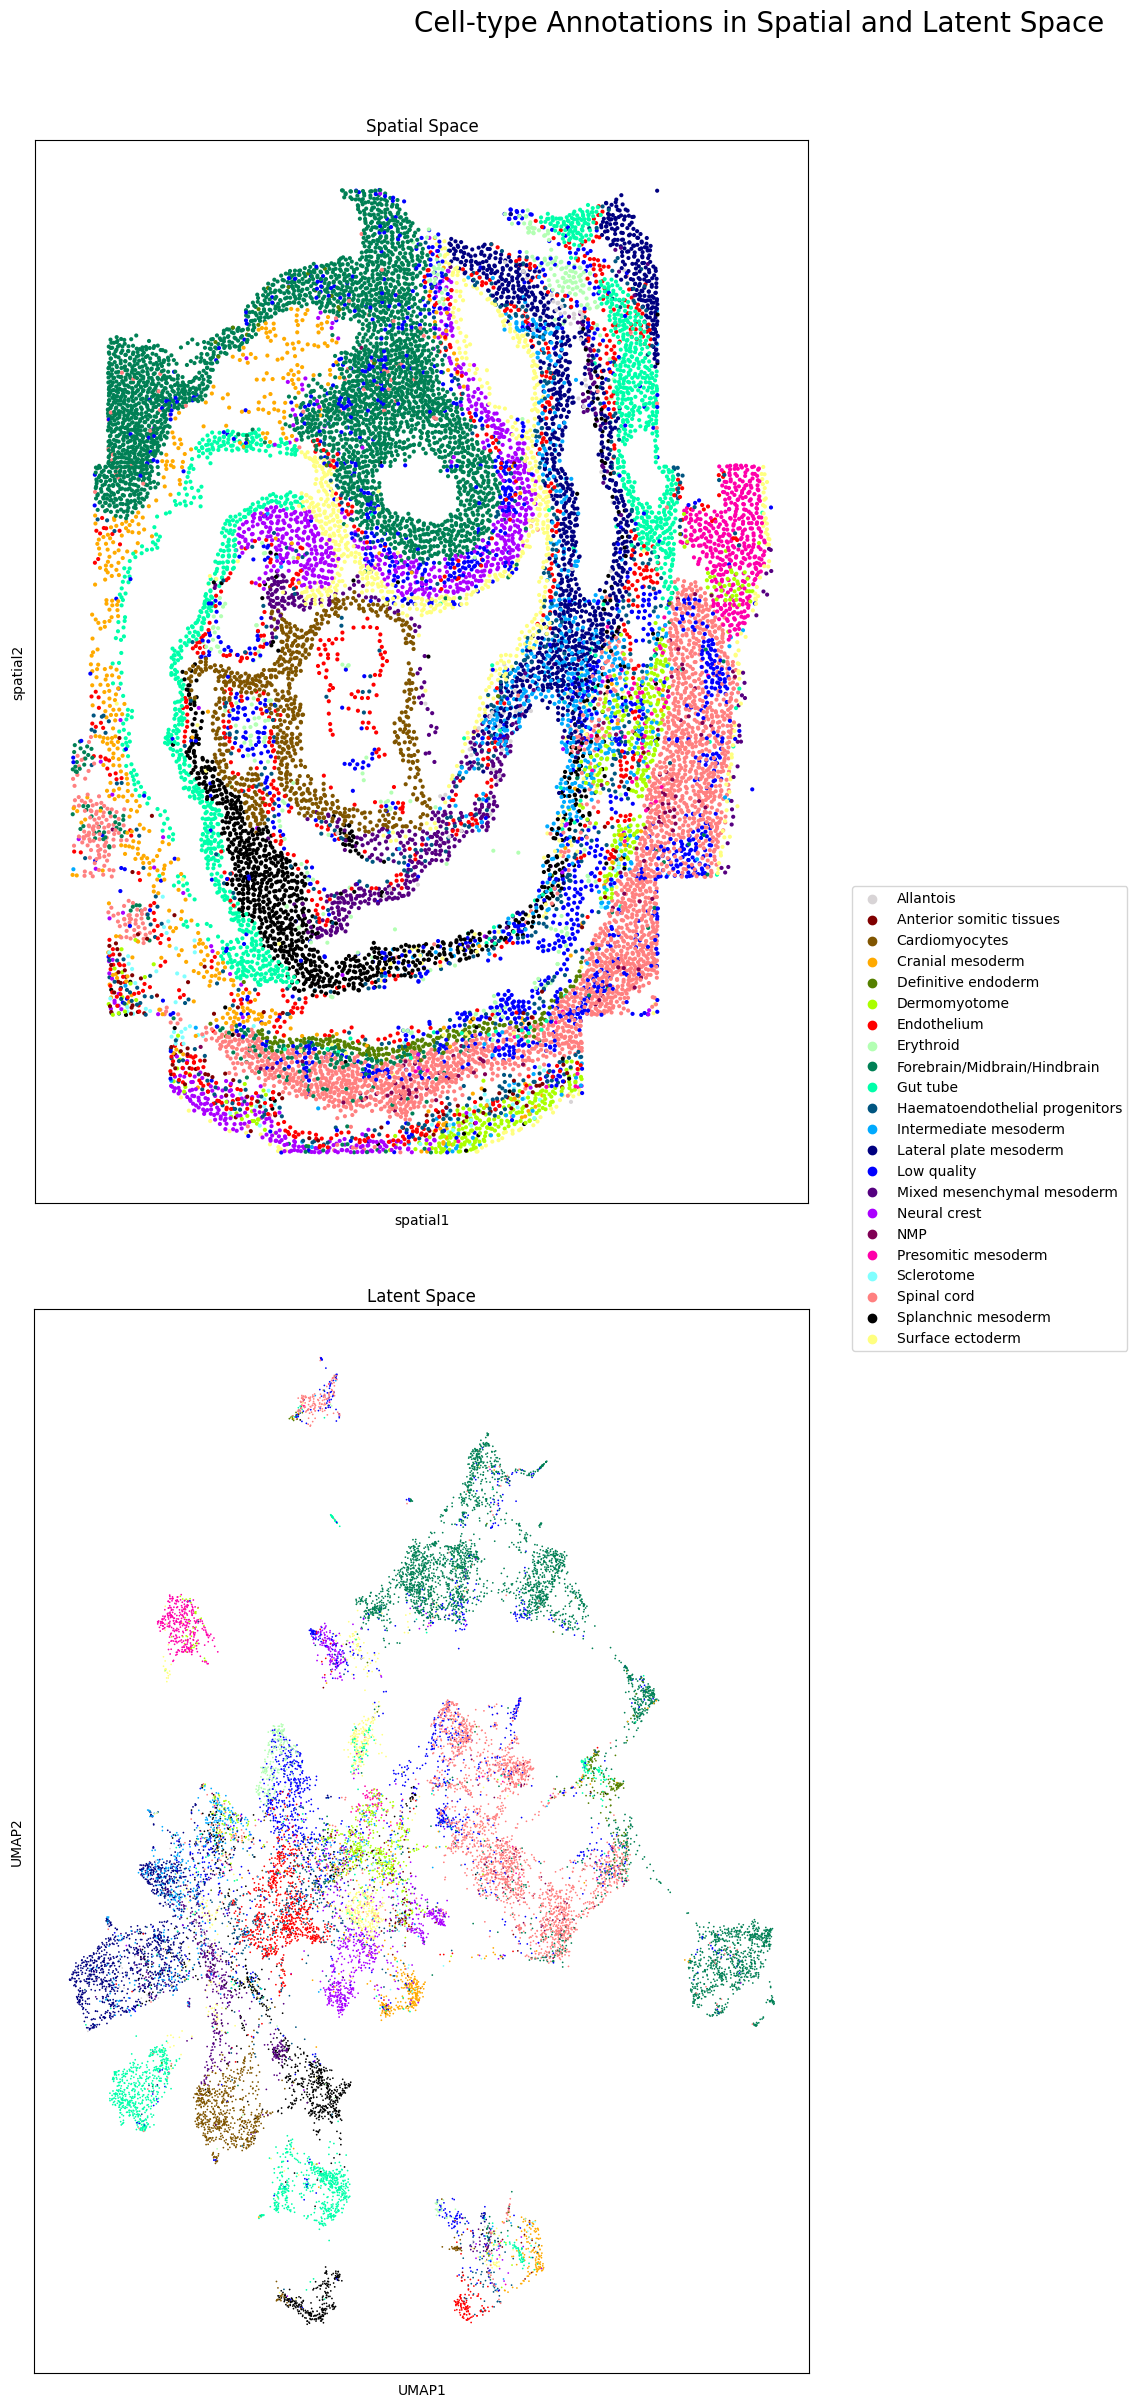 Cell-type Annotations in Spatial and Latent Space
Spatial Space
spatial2
spatial1
Allantois
Anterior somitic tissues
Cardiomyocytes
Cranial mesoderm
Definitive endoderm
Dermomyotome
Endothelium
Erythroid
Forebrain/Midbrain/Hindbrain
Gut tube
Haematoendothelial progenitors
Intermediate mesoderm
Lateral plate mesoderm
Low quality
Mixed mesenchymal mesoderm
Neural crest
NMP
Presomitic mesoderm
Sclerotome
Spinal cord
Splanchnic mesoderm
Surface ectoderm
Latent Space
UMAP2
UMAP1